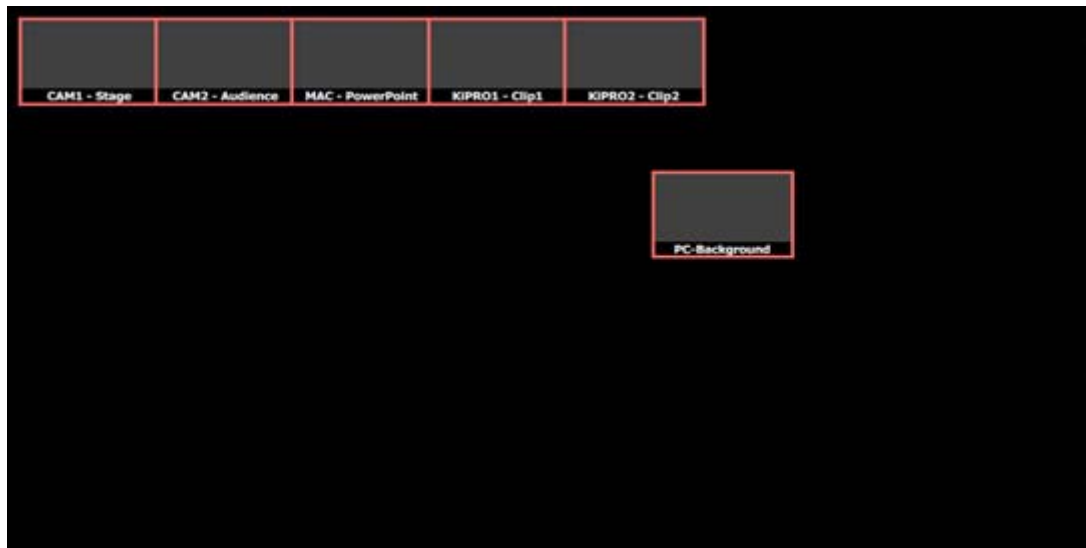 CAM1 - Stage
CAM2 - Audience
MAC - PowerPoint
KiPRO1 - Clip1
KiPRO2 - Clip2
PC-Background